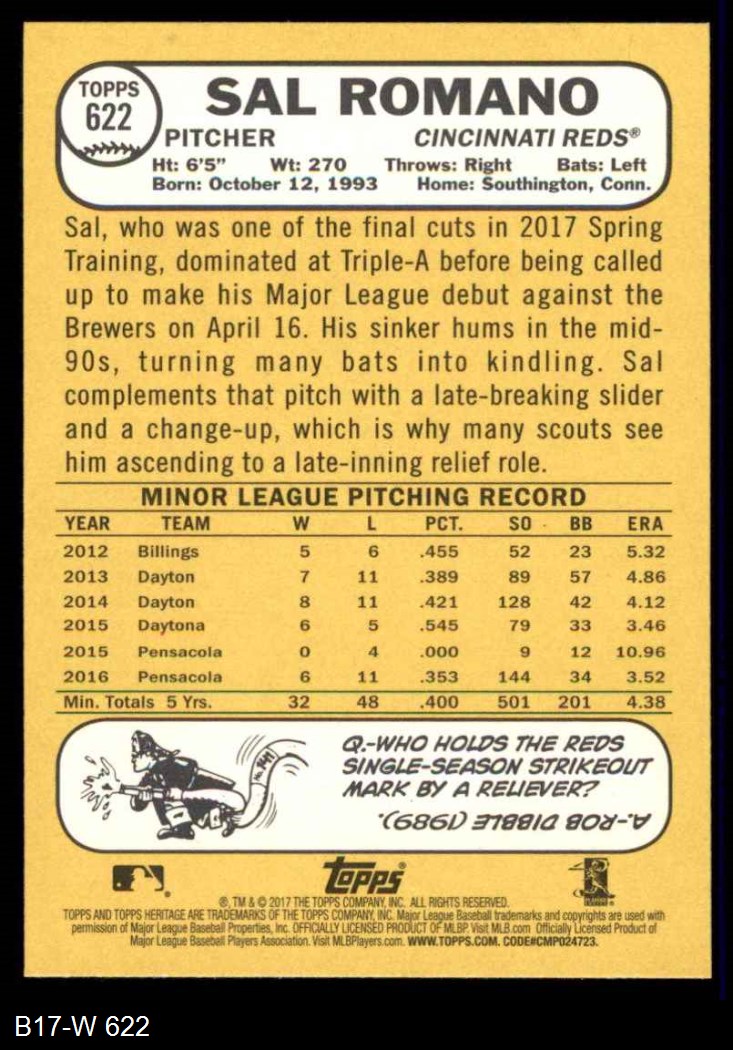 TOPPS
622
SAL ROMANO
PITCHER CINCINNATI REDS®
Ht: 6'5" Wt: 270 Throws: Right Bats: Left
Born: October 12, 1993 Home: Southington, Conn.
Sal, who was one of the final cuts in 2017 Spring
Training, dominated at Triple-A before being called
up to make his Major League debut against the
Brewers on April 16. His sinker hums in the mid-
90s, turning many bats into kindling. Sal
complements that pitch with a late-breaking slider
and a change-up, which is why many scouts see
him ascending to a late-inning relief role.
MINOR LEAGUE PITCHING RECORD
YEAR TEAM W L PCT. SO BB ERA
2012 Billings 5 6 .455 52 23 5.32
2013 Dayton 7 11 .389 89 57 4.86
2014 Dayton 8 11 .421 128 42 4.12
2015 Daytona 6 5 .545 79 33 3.46
2015 Pensacola 0 4 .000 9 12 10.96
2016 Pensacola 6 11 .353 144 34 3.52
Min. Totals 5 Yrs. 32 48 .400 501 201 4.38
Q.-WHO HOLDS THE REDS
SINGLE-SEASON STRIKEOUT
MARK BY A RELIEVER?
A.-ROB DIBBLE (1989).
topps®
®, TM & © 2017 THE TOPPS COMPANY, INC. ALL RIGHTS RESERVED.
TOPPS AND TOPPS HERITAGE ARE TRADEMARKS OF THE TOPPS COMPANY, INC. Major League Baseball trademarks and copyrights are used with
permission of Major League Baseball Properties, Inc. OFFICIALLY LICENSED PRODUCT OF MLBP. Visit MLB.com Officially Licensed Product of
Major League Baseball Players Association. Visit MLBPlayers.com. WWW.TOPPS.COM. CODE#CMP024723.
B17-W 622